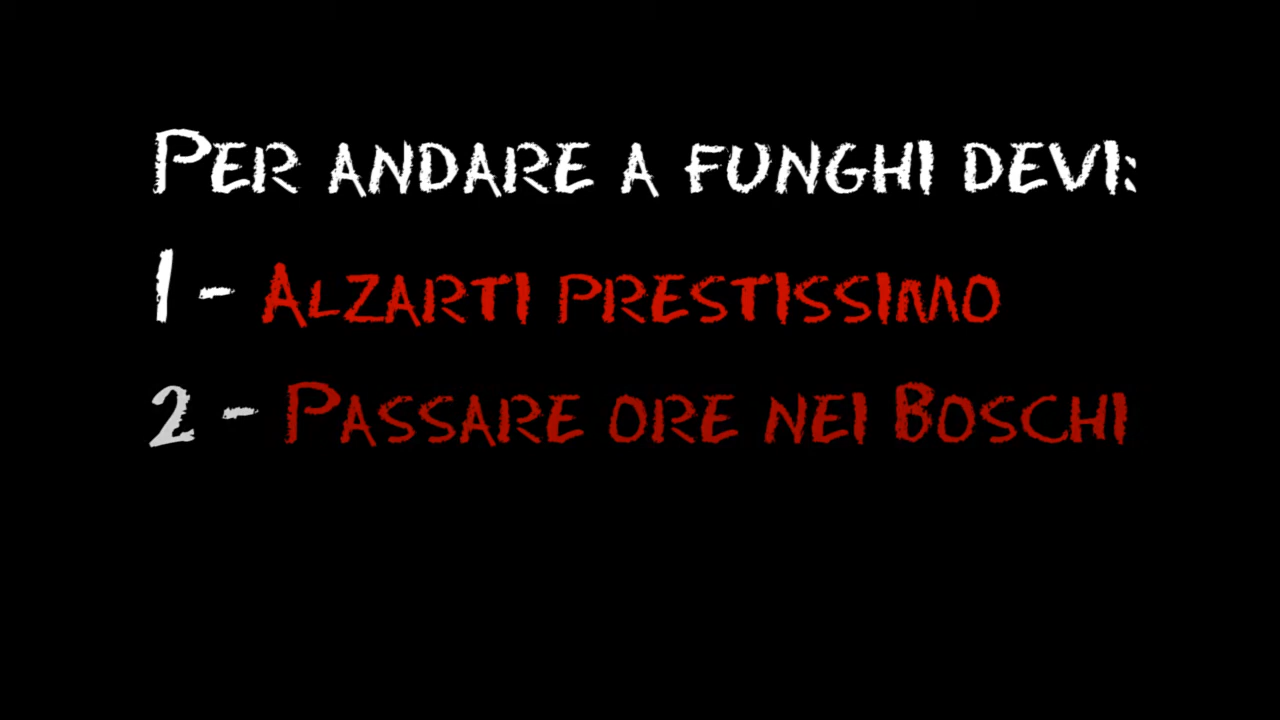 Per andare a funghi devi:
1 - Alzarti prestissimo
2 - Passare ore nei Boschi